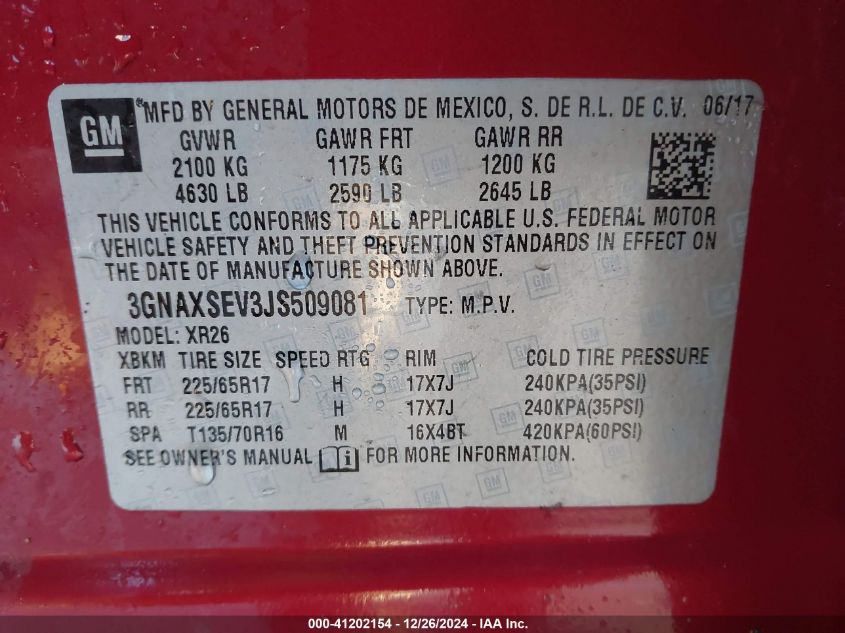 GM ®MFD BY GENERAL MOTORS DE MEXICO, S. DE R.L. DE C.V. 06/17
GVWR GAWR FRT GAWR RR
2100 KG 1175 KG 1200 KG
4630 LB 2590 LB 2645 LB
THIS VEHICLE CONFORMS TO ALL APPLICABLE U.S. FEDERAL MOTOR
VEHICLE SAFETY AND THEFT PREVENTION STANDARDS IN EFFECT ON
THE DATE OF MANUFACTURE SHOWN ABOVE.
3GNAXSEV3JS509081 TYPE: M.P.V.
MODEL: XR26
XBKM TIRE SIZE SPEED RTG RIM COLD TIRE PRESSURE
FRT 225/65R17 H 17X7J 240KPA(35PSI)
RR 225/65R17 H 17X7J 240KPA(35PSI)
SPA T135/70R16 M 16X4BT 420KPA(60PSI)
SEE OWNER'S MANUAL i FOR MORE INFORMATION.
000-41202154 - 12/26/2024 - IAA Inc.